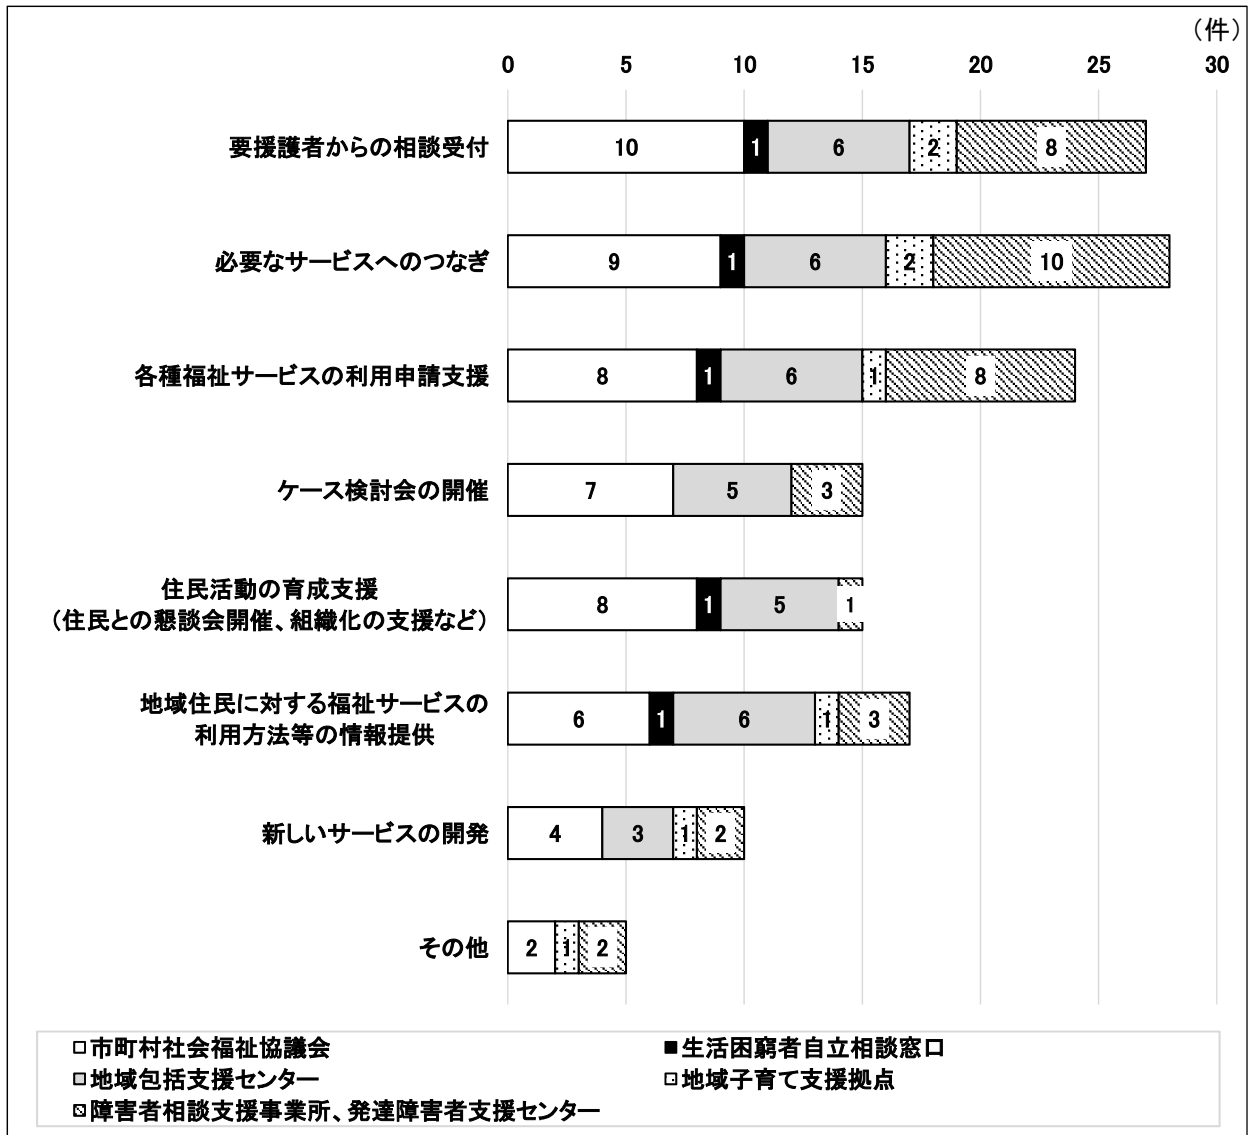 （件）
0 5 10 15 20 25 30
要援護者からの相談受付 10 1 6 2 8
必要なサービスへのつなぎ 9 1 6 2 10
各種福祉サービスの利用申請支援 8 1 6 1 8
ケース検討会の開催 7 5 3
住民活動の育成支援
（住民との懇談会開催、組織化の支援など） 8 1 5 1
地域住民に対する福祉サービスの
利用方法等の情報提供 6 1 6 1 3
新しいサービスの開発 4 3 1 2
その他 2 1 2
市町村社会福祉協議会 生活困窮者自立相談窓口
地域包括支援センター 地域子育て支援拠点
障害者相談支援事業所、発達障害者支援センター